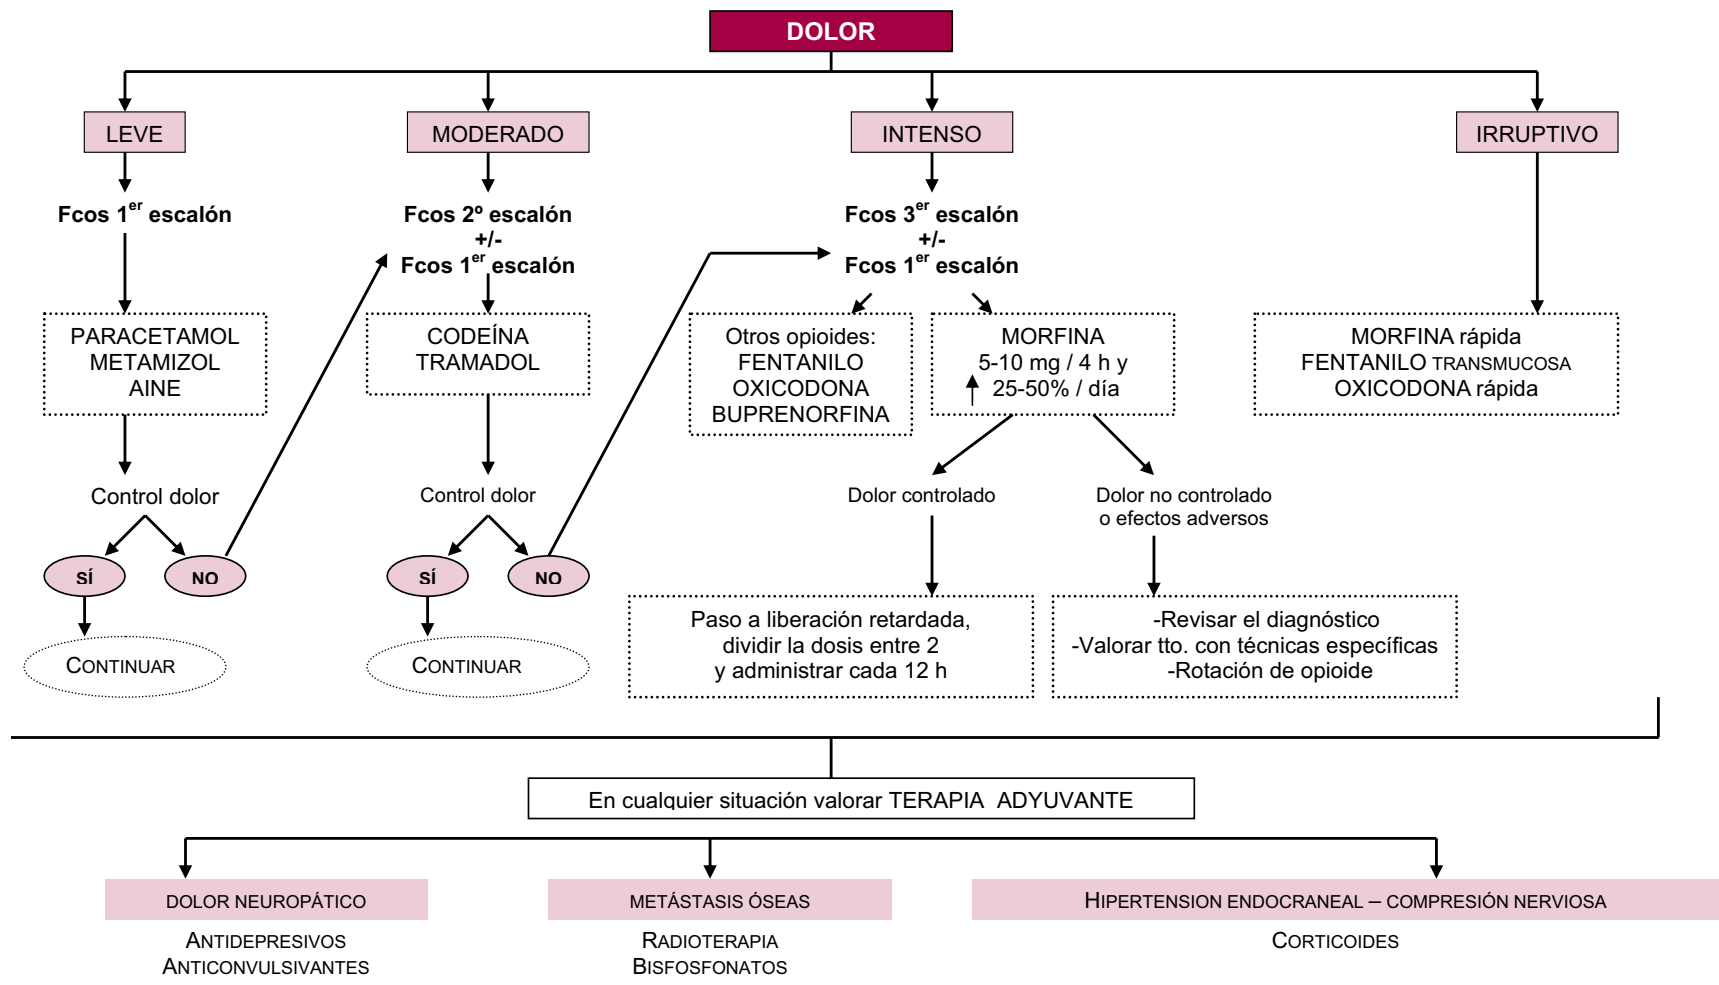 DOLOR
LEVE
MODERADO
INTENSO
IRRUPTIVO
Fcos 1er escalón
Fcos 2º escalón
+/-
Fcos 1er escalón
Fcos 3er escalón
+/-
Fcos 1er escalón
PARACETAMOL
METAMIZOL
AINE
CODEÍNA
TRAMADOL
Otros opioides:
FENTANILO
OXICODONA
BUPRENORFINA
MORFINA
5-10 mg / 4 h y
↑ 25-50% / día
MORFINA rápida
FENTANILO TRANSMUCOSA
OXICODONA rápida
Control dolor
Control dolor
Dolor controlado
Dolor no controlado
o efectos adversos
SÍ
NO
SÍ
NO
CONTINUAR
CONTINUAR
Paso a liberación retardada,
dividir la dosis entre 2
y administrar cada 12 h
-Revisar el diagnóstico
-Valorar tto. con técnicas específicas
-Rotación de opioide
En cualquier situación valorar TERAPIA ADYUVANTE
DOLOR NEUROPÁTICO
METÁSTASIS ÓSEAS
HIPERTENSION ENDOCRANEAL – COMPRESIÓN NERVIOSA
ANTIDEPRESIVOS
ANTICONVULSIVANTES
RADIOTERAPIA
BISFOSFONATOS
CORTICOIDES